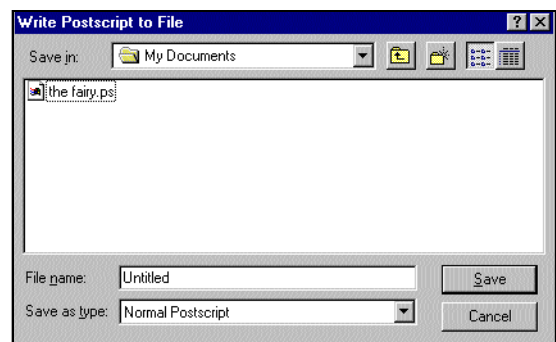 Write Postscript to File
Save in: My Documents
the fairy.ps
File name: Untitled Save
Save as type: Normal Postscript Cancel